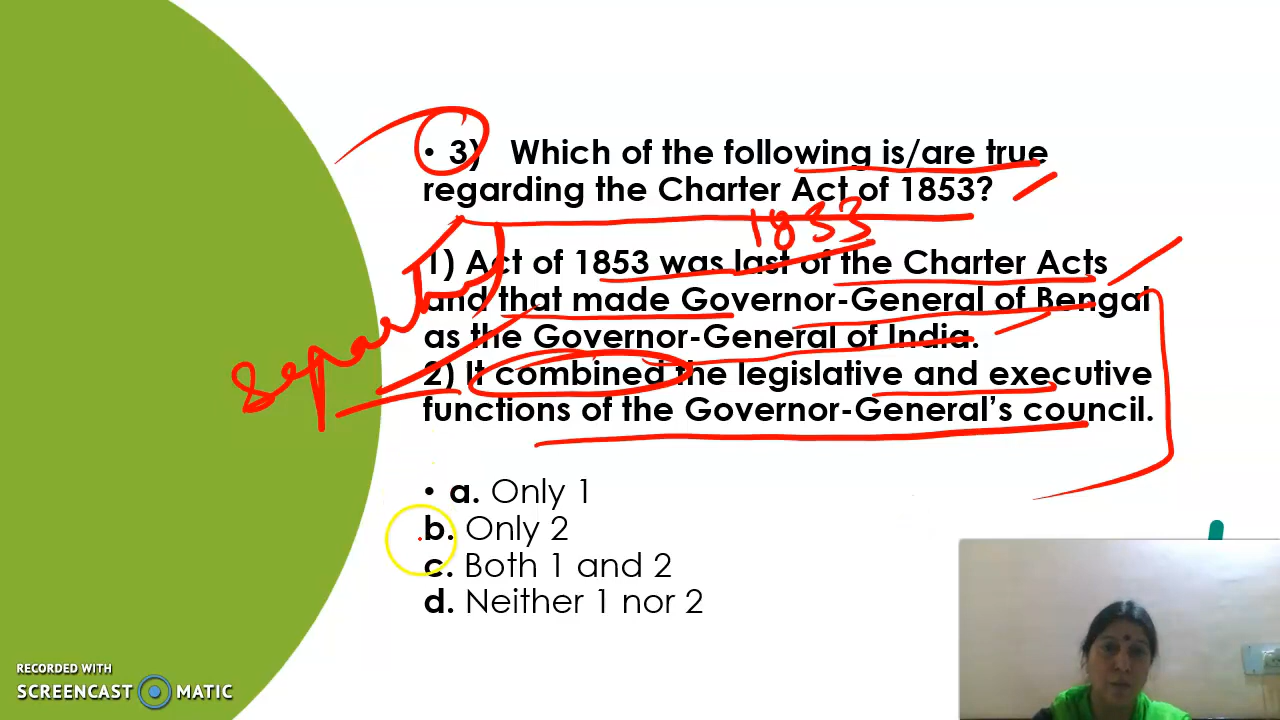 • 3) Which of the following is/are true
regarding the Charter Act of 1853?
1833
1) Act of 1853 was last of the Charter Acts
and that made Governor-General of Bengal
as the Governor-General of India.
Separated
2) It combined the legislative and executive
functions of the Governor-General’s council.
• a. Only 1
b. Only 2
c. Both 1 and 2
d. Neither 1 nor 2
RECORDED WITH
SCREENCAST MATIC